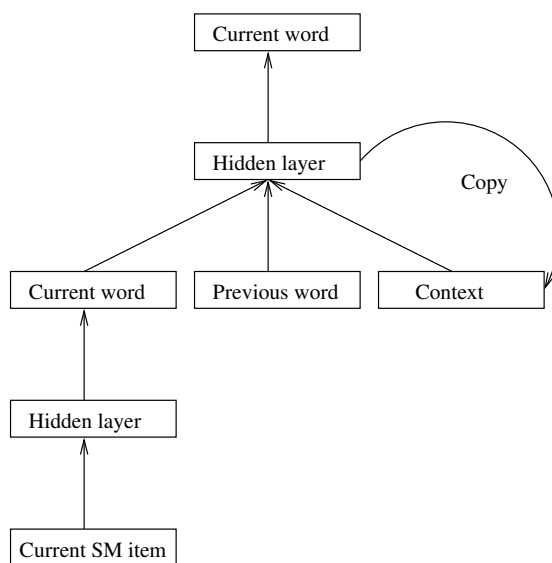 Current word
Hidden layer
Copy
Current word
Previous word
Context
Hidden layer
Current SM item